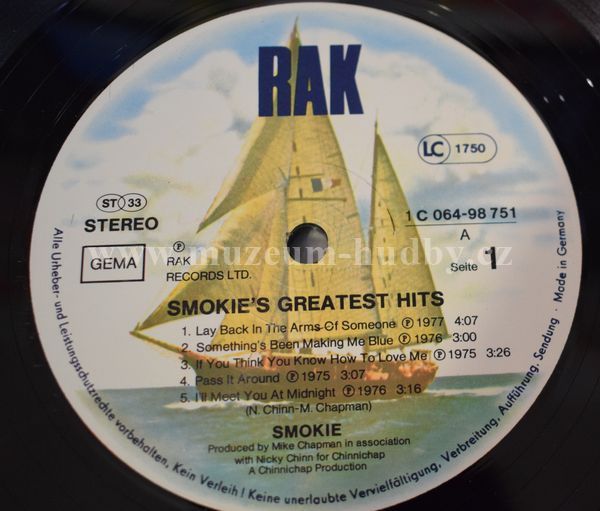 RAK
LC 1750
ST 33
STEREO
1C 064-98 751
A
GEMA
℗
RAK
RECORDS LTD.
Seite 1
www.muzeum-hudby.cz
SMOKIE'S GREATEST HITS
1. Lay Back In The Arms Of Someone ℗ 1977 4:07
2. Something's Been Making Me Blue ℗ 1976 3:00
3. If You Think You Know How To Love Me ℗ 1975 3:26
4. Pass It Around ℗ 1975 3:07
5. I'll Meet You At Midnight ℗ 1976 3:16
(N. Chinn-M. Chapman)
SMOKIE
Produced by Mike Chapman in association
with Nicky Chinn for Chinnichap
A Chinnichap Production
Alle Urheber- und Leistungsschutzrechte vorbehalten, Kein Verleih! Keine unerlaubte Vervielfältigung, Verbreitung, Aufführung, Sendung · Made in Germany